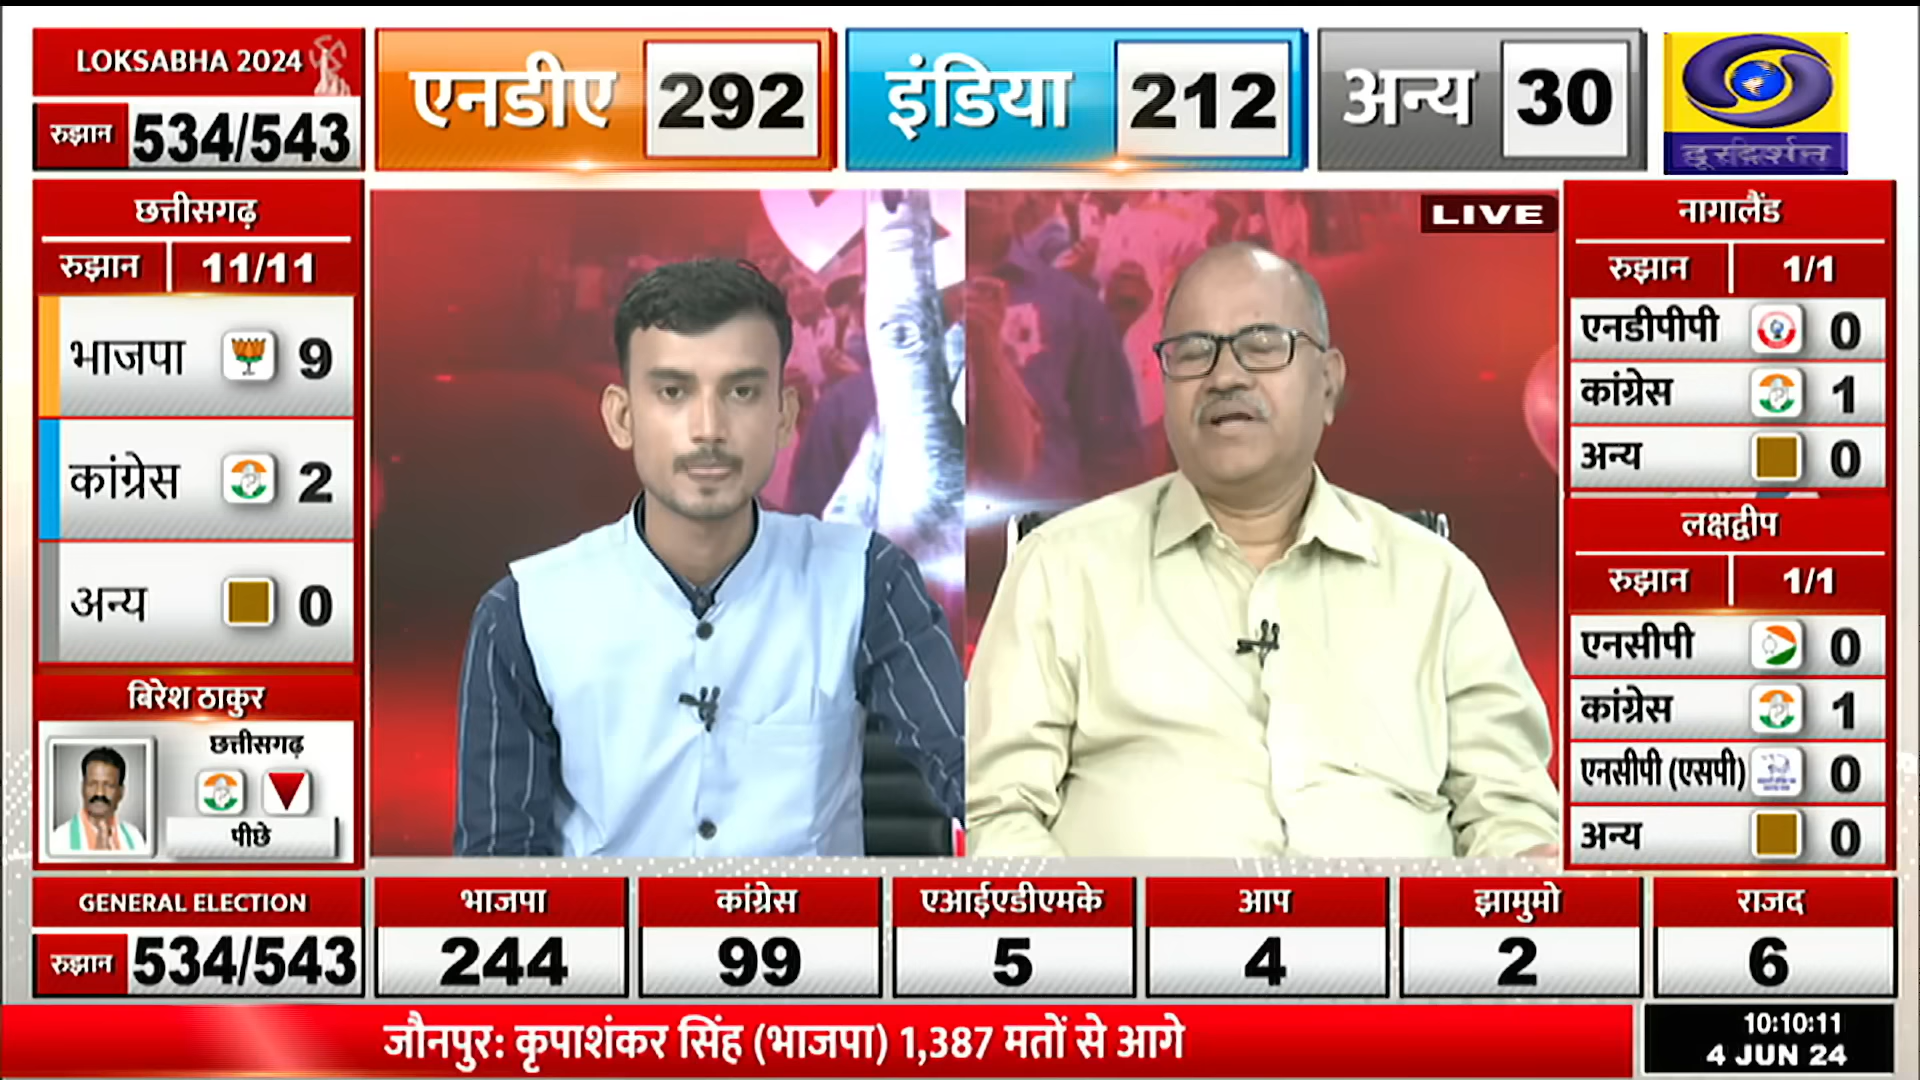 LOKSABHA 2024
रुझान 534/543
एनडीए 292
इंडिया 212
अन्य 30
दूरदर्शन
छत्तीसगढ़
रुझान 11/11
भाजपा 9
कांग्रेस 2
अन्य 0
बिरेश ठाकुर
छत्तीसगढ़
पीछे
LIVE
नागालैंड
रुझान 1/1
एनडीपीपी 0
कांग्रेस 1
अन्य 0
लक्षद्वीप
रुझान 1/1
एनसीपी 0
कांग्रेस 1
एनसीपी (एसपी) 0
अन्य 0
GENERAL ELECTION
रुझान 534/543
भाजपा 244
कांग्रेस 99
एआईएडीएमके 5
आप 4
झामुमो 2
राजद 6
जौनपुर: कृपाशंकर सिंह (भाजपा) 1,387 मतों से आगे
10:10:11
4 JUN 24